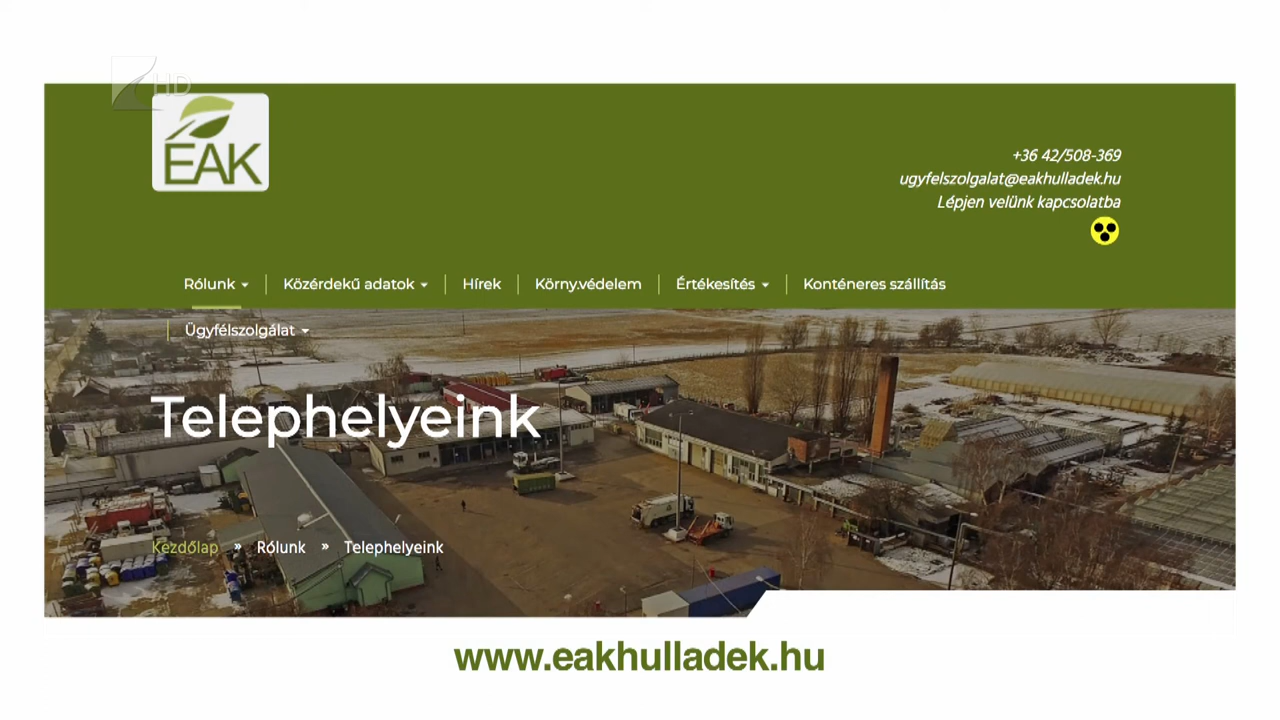 HD
ÉAK
+36 42/508-369
ugyfelszolgalat@eakhulladek.hu
Lépjen velünk kapcsolatba
Rólunk
Közérdekű adatok
Hírek
Körny.védelem
Értékesítés
Konténeres szállítás
Ügyfélszolgálat
Telephelyeink
Kezdőlap » Rólunk » Telephelyeink
www.eakhulladek.hu